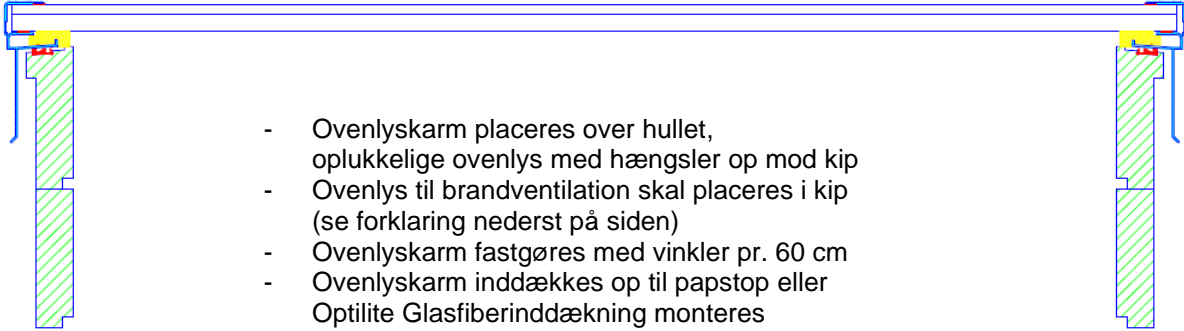 - Ovenlyskarm placeres over hullet,
oplukkelige ovenlys med hængsler op mod kip
- Ovenlys til brandventilation skal placeres i kip
(se forklaring nederst på siden)
- Ovenlyskarm fastgøres med vinkler pr. 60 cm
- Ovenlyskarm inddækkes op til papstop eller
Optilite Glasfiberinddækning monteres